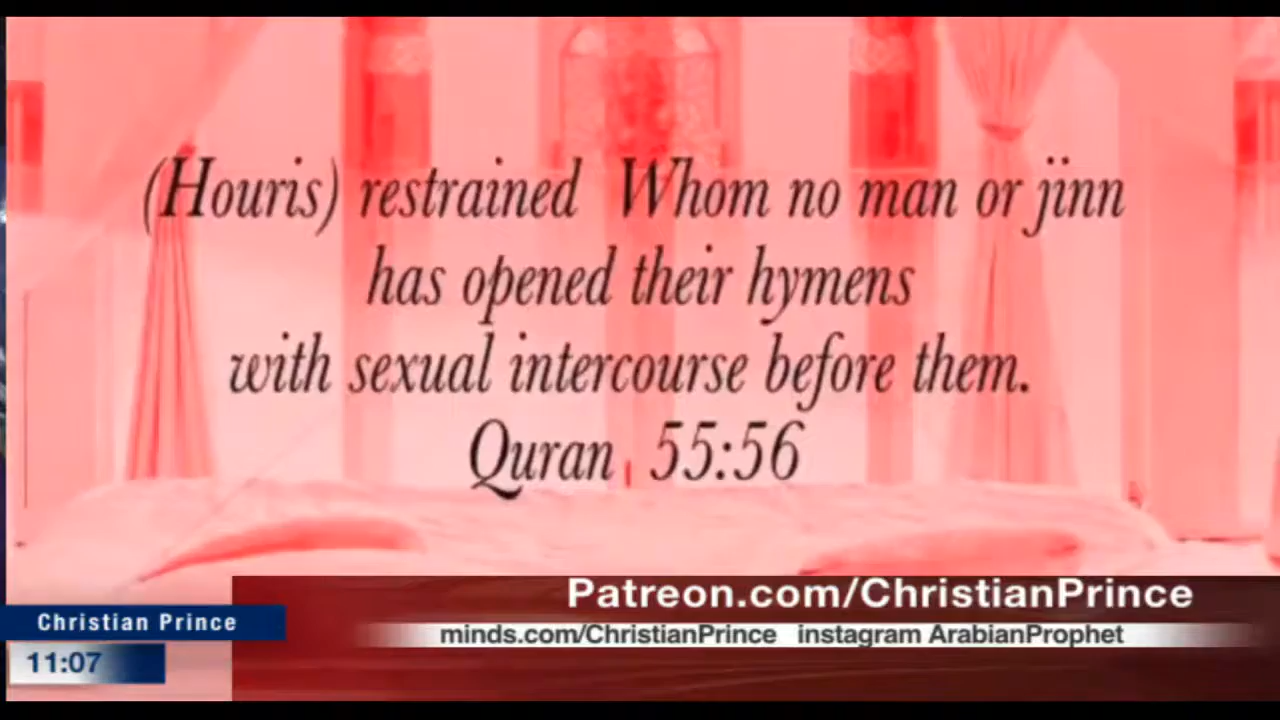 (Houris) restrained Whom no man or jinn
has opened their hymens
with sexual intercourse before them.
Quran 55:56
Patreon.com/ChristianPrince
Christian Prince
minds.com/ChristianPrince instagram ArabianProphet
11:07